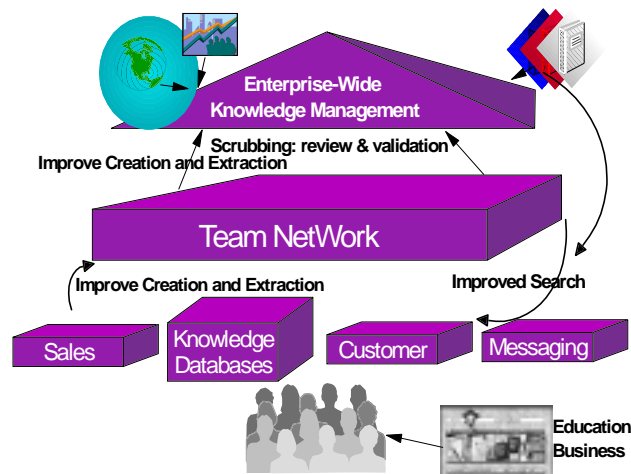 Enterprise-Wide
Knowledge Management
Scrubbing: review & validation
Improve Creation and Extraction
Team NetWork
Improve Creation and Extraction
Improved Search
Sales
Knowledge
Databases
Customer
Messaging
Education
Business